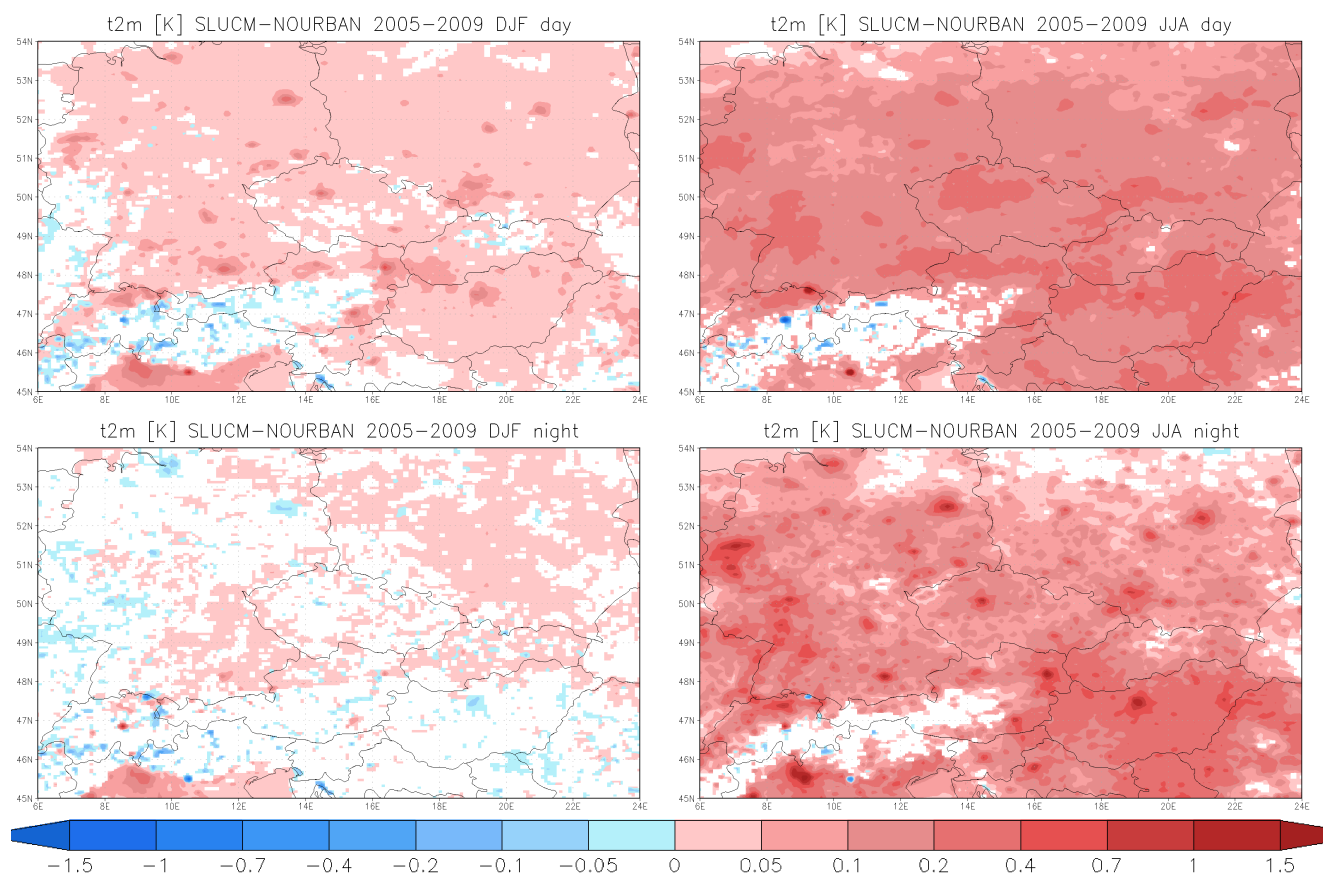 t2m [K] SLUCM-NOURBAN 2005-2009 DJF day
54N
53N
52N
51N
50N
49N
48N
47N
46N
45N
6E 8E 10E 12E 14E 16E 18E 20E 22E 24E
t2m [K] SLUCM-NOURBAN 2005-2009 JJA day
54N
53N
52N
51N
50N
49N
48N
47N
46N
45N
6E 8E 10E 12E 14E 16E 18E 20E 22E 24E
t2m [K] SLUCM-NOURBAN 2005-2009 DJF night
54N
53N
52N
51N
50N
49N
48N
47N
46N
45N
6E 8E 10E 12E 14E 16E 18E 20E 22E 24E
t2m [K] SLUCM-NOURBAN 2005-2009 JJA night
54N
53N
52N
51N
50N
49N
48N
47N
46N
45N
6E 8E 10E 12E 14E 16E 18E 20E 22E 24E
-1.5 -1 -0.7 -0.4 -0.2 -0.1 -0.05 0 0.05 0.1 0.2 0.4 0.7 1 1.5